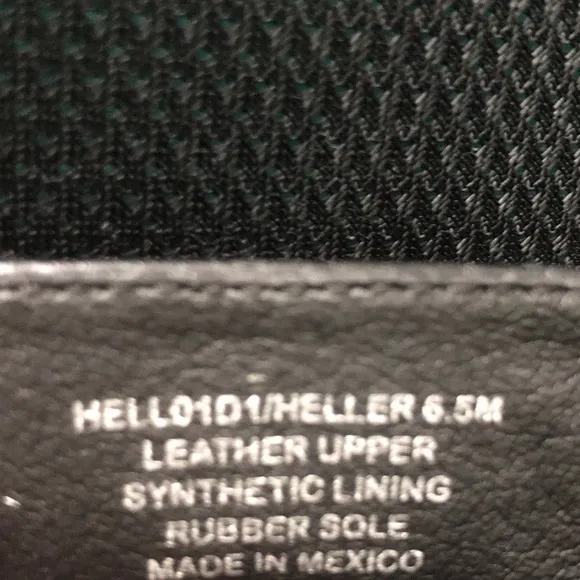 HELL01D1/HELLER 6.5M
LEATHER UPPER
SYNTHETIC LINING
RUBBER SOLE
MADE IN MEXICO